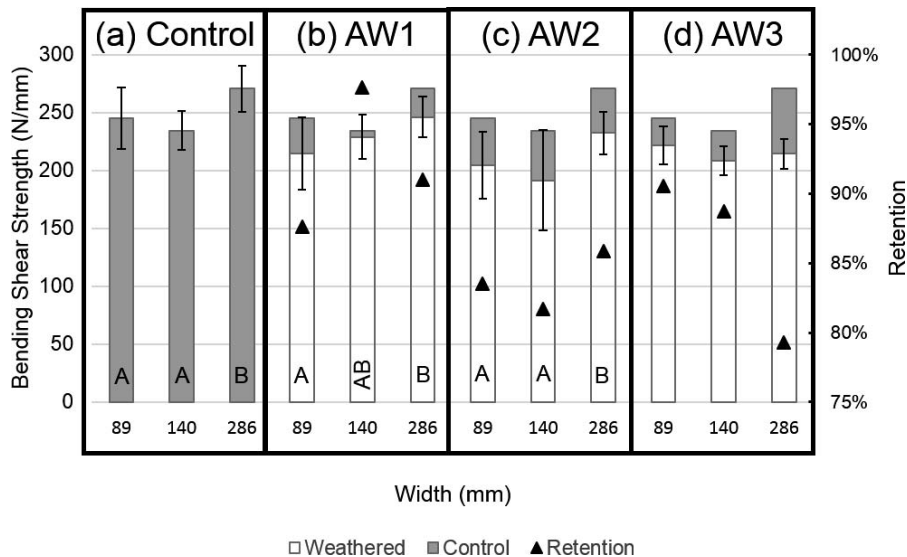 (a) Control (b) AW1 (c) AW2 (d) AW3
Bending Shear Strength (N/mm)
300
250
200
150
100
50
0
A A B
A AB B
A A B
100%
95%
90%
85%
80%
75%
Retention
89 140 286 89 140 286 89 140 286 89 140 286
Width (mm)
Weathered Control Retention